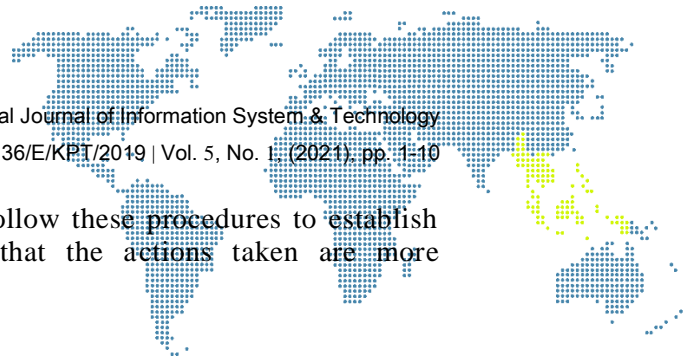 al Journal of Information System & Technology
36/E/KPT/2019 | Vol. 5, No. 1, (2021), pp. 1-10
ollow these procedures to establish
that the actions taken are more